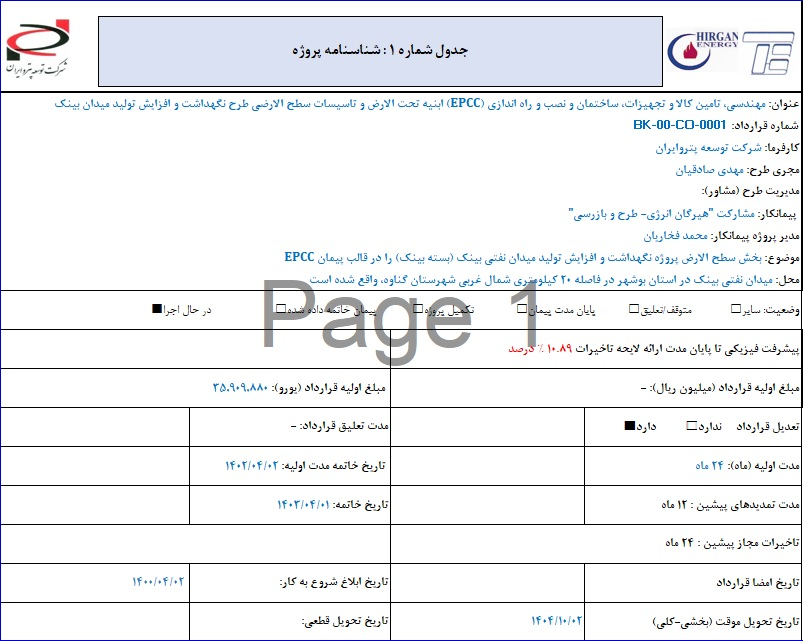 شرکت توسعه پتروایران
جدول شماره ۱ : شناسنامه پروژه
HIRGAN
ENERGY
عنوان: مهندسی، تامین کالا و تجهیزات، ساختمان و نصب و راه اندازی (EPCC) ابنیه تحت الارض و تاسیسات سطح الارضی طرح نگهداشت و افزایش تولید میدان بینک
شماره قرارداد: BK-00-CO-0001
کارفرما: شرکت توسعه پتروایران
مجری طرح: مهدی صادقیان
مدیریت طرح (مشاور):
پیمانکار: مشارکت "هیرگان انرژی- طرح و بازرسی"
مدیر پروژه پیمانکار: محمد فخاریان
موضوع: بخش سطح الارض پروژه نگهداشت و افزایش تولید میدان نفتی بینک (بسته بینک) را در قالب پیمان EPCC
محل: میدان نفتی بینک در استان بوشهر در فاصله ۲۰ کیلومتری شمال غربی شهرستان گناوه، واقع شده است
وضعیت: سایر□ متوقف/تعلیق□ پایان مدت پیمان□ تکمیل پروژه□ پیمان خاتمه داده شده□ در حال اجرا■
Page 1
پیشرفت فیزیکی تا پایان مدت ارائه لایحه تاخیرات ۱۰.۸۹ ٪ درصد
مبلغ اولیه قرارداد (میلیون ریال): - مبلغ اولیه قرارداد (یورو): ۳۵،۹۰۹،۸۸۰
تعدیل قرارداد ندارد□ دارد■ مدت تعلیق قرارداد: -
مدت اولیه (ماه): ۲۴ ماه تاریخ خاتمه مدت اولیه: ۱۴۰۲/۰۴/۰۲
مدت تمدیدهای پیشین : ۱۲ ماه تاریخ خاتمه: ۱۴۰۳/۰۴/۰۱
تاخیرات مجاز پیشین : ۲۴ ماه
تاریخ امضا قرارداد تاریخ ابلاغ شروع به کار: ۱۴۰۰/۰۴/۰۲
تاریخ تحویل موقت (بخشی-کلی) ۱۴۰۴/۱۰/۰۲ تاریخ تحویل قطعی: